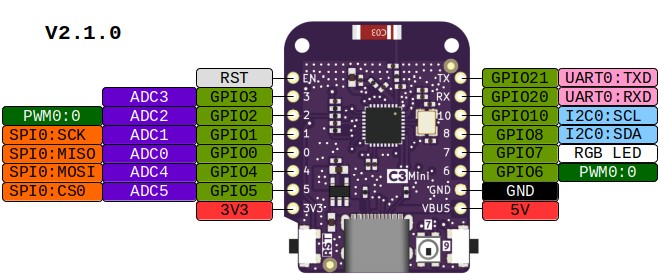 V2.1.0
C03
RST EN TX GPIO21 UART0:TXD
ADC3 GPIO3 3 RX GPIO20 UART0:RXD
PWM0:0 ADC2 GPIO2 2 10 GPIO10 I2C0:SCL
SPI0:SCK ADC1 GPIO1 1 8 GPIO8 I2C0:SDA
SPI0:MISO ADC0 GPIO0 0 7 GPIO7 RGB LED
SPI0:MOSI ADC4 GPIO4 4 C3 Mini 6 GPIO6 PWM0:0
SPI0:CS0 ADC5 GPIO5 5 GND GND
3V3 3V3 VBUS 5V
7
RST 9